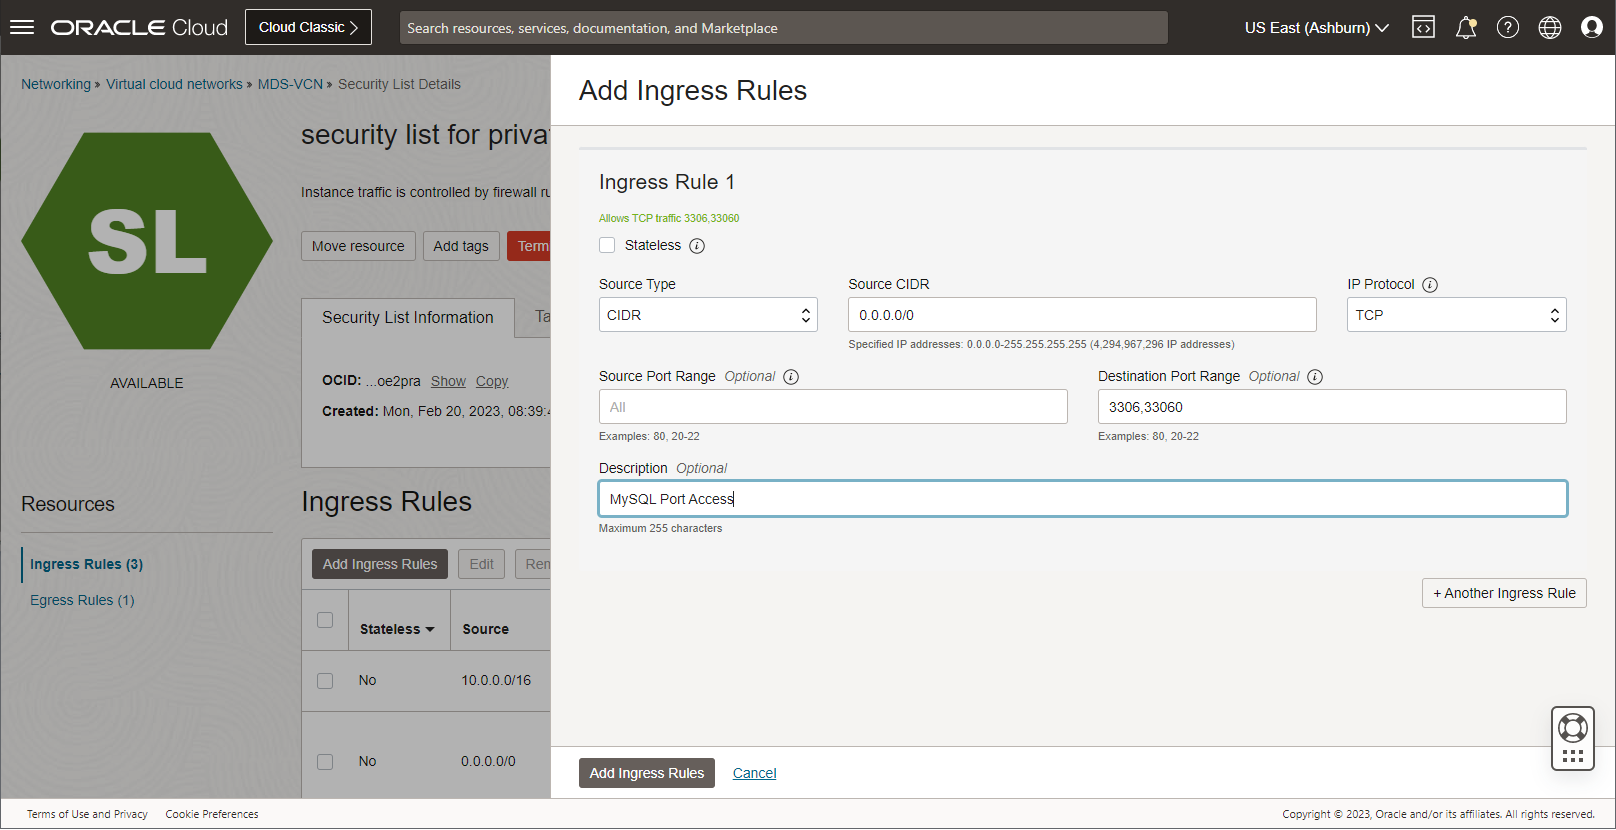 ORACLE Cloud
Cloud Classic
Search resources, services, documentation, and Marketplace
US East (Ashburn)
Networking » Virtual cloud networks » MDS-VCN » Security List Details
SL
AVAILABLE
security list for priva
Instance traffic is controlled by firewall ru
Move resource
Add tags
Term
Security List Information
Ta
OCID: ...oe2pra Show Copy
Created: Mon, Feb 20, 2023, 08:39:4
Resources
Ingress Rules (3)
Egress Rules (1)
Ingress Rules
Add Ingress Rules
Edit
Rem
Stateless
Source
No
10.0.0.0/16
No
0.0.0.0/0
Add Ingress Rules
Ingress Rule 1
Allows TCP traffic 3306,33060
Stateless
Source Type
CIDR
Source CIDR
0.0.0.0/0
Specified IP addresses: 0.0.0.0-255.255.255.255 (4,294,967,296 IP addresses)
IP Protocol
TCP
Source Port Range Optional
All
Examples: 80, 20-22
Destination Port Range Optional
3306,33060
Examples: 80, 20-22
Description Optional
MySQL Port Access
Maximum 255 characters
+ Another Ingress Rule
Add Ingress Rules
Cancel
Terms of Use and Privacy
Cookie Preferences
Copyright © 2023, Oracle and/or its affiliates. All rights reserved.